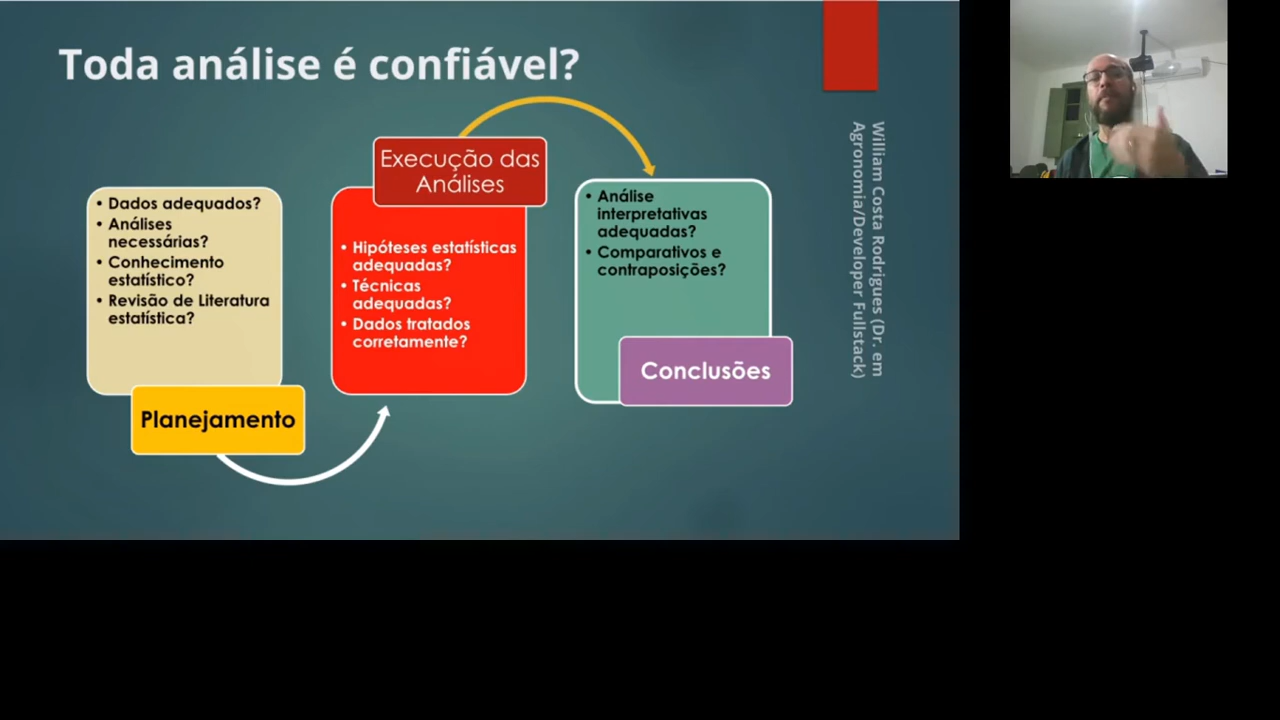 Toda análise é confiável?
• Dados adequados?
• Análises
necessárias?
• Conhecimento
estatístico?
• Revisão de Literatura
estatística?
Planejamento
Execução das
Análises
• Hipóteses estatísticas
adequadas?
• Técnicas
adequadas?
• Dados tratados
corretamente?
• Análise
interpretativas
adequadas?
• Comparativos e
contraposições?
Conclusões
William Costa Rodrigues (Dr. em
Agronomia/Developer Fullstack)